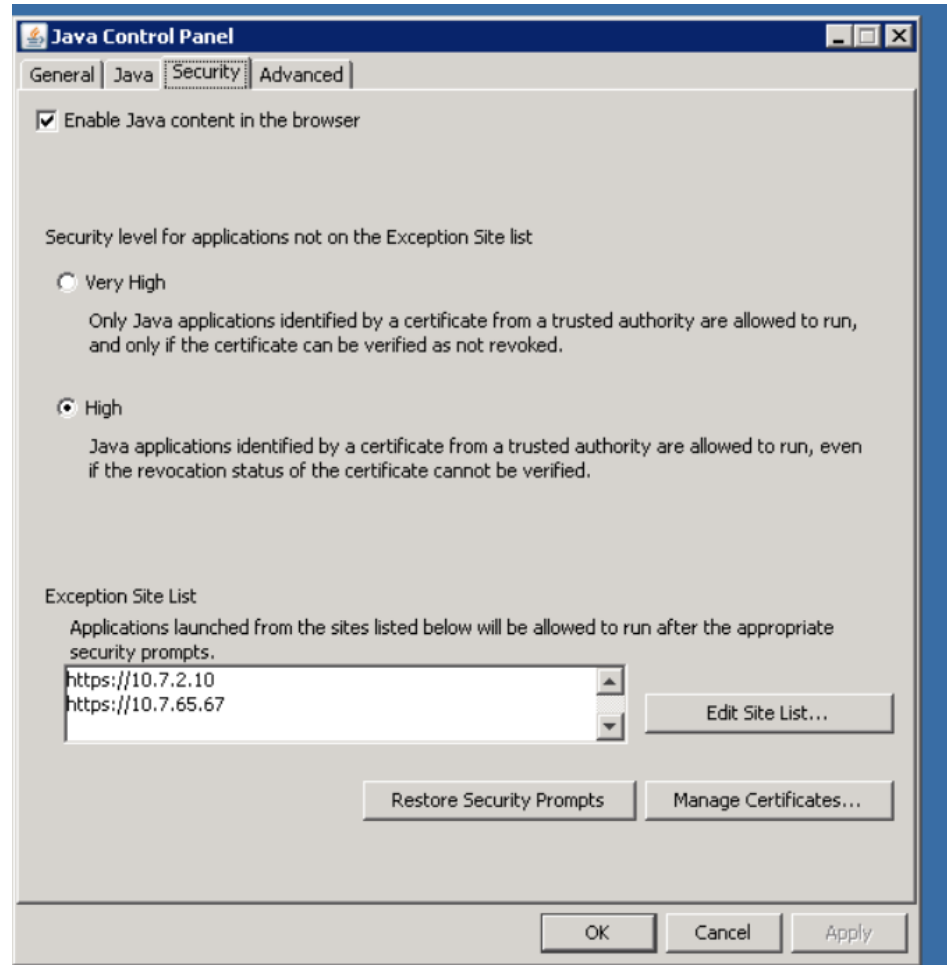 Java Control Panel
General
Java
Security
Advanced
Enable Java content in the browser
Security level for applications not on the Exception Site list
Very High
Only Java applications identified by a certificate from a trusted authority are allowed to run,
and only if the certificate can be verified as not revoked.
High
Java applications identified by a certificate from a trusted authority are allowed to run, even
if the revocation status of the certificate cannot be verified.
Exception Site List
Applications launched from the sites listed below will be allowed to run after the appropriate
security prompts.
https://10.7.2.10
https://10.7.65.67
Edit Site List...
Restore Security Prompts
Manage Certificates...
OK
Cancel
Apply